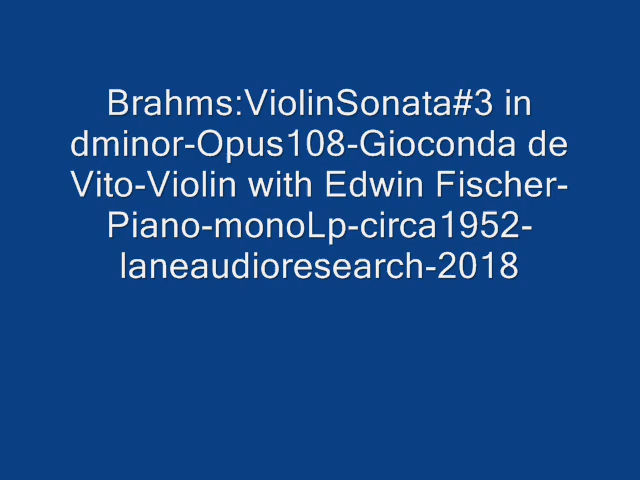 Brahms:ViolinSonata#3 in
dminor-Opus108-Gioconda de
Vito-Violin with Edwin Fischer-
Piano-monoLp-circa1952-
laneaudioresearch-2018